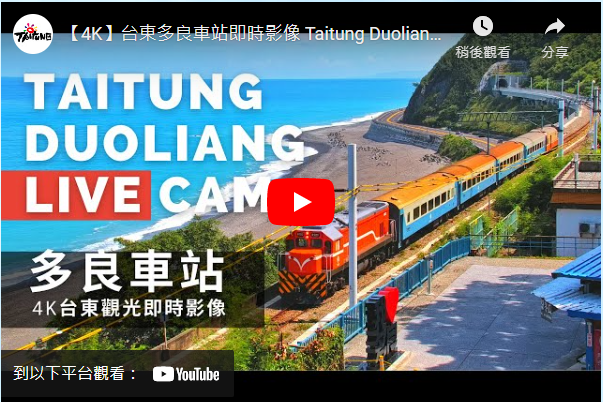 【4K】台東多良車站即時影像 Taitung Duolian...
稍後觀看
分享
TAITUNG
DUOLIANG
LIVE CAM
多良車站
4K台東觀光即時影像
到以下平台觀看：
YouTube